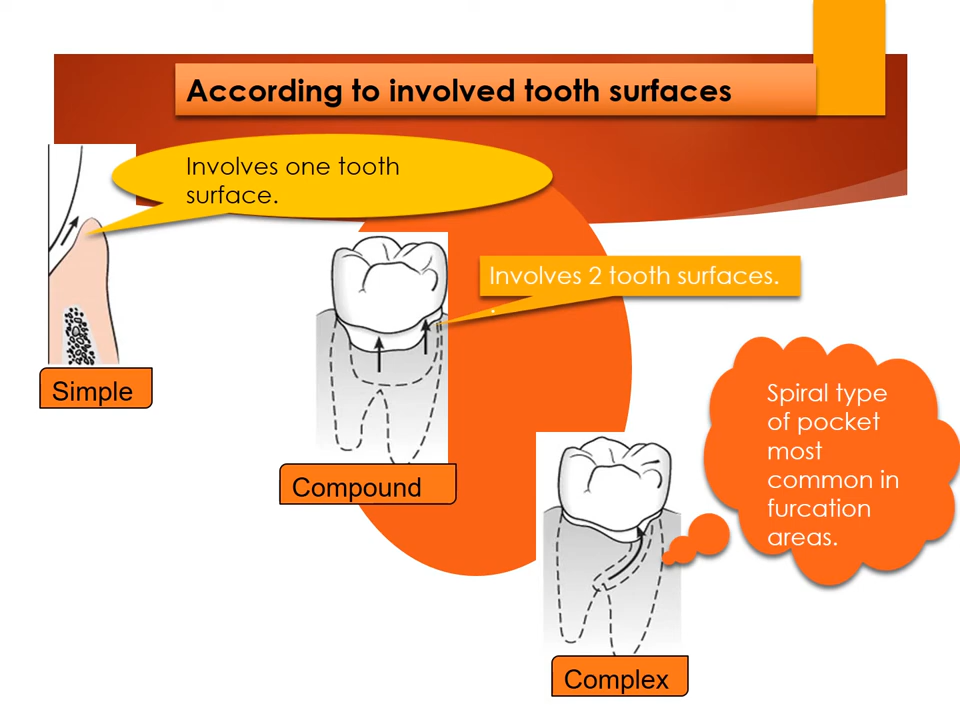 According to involved tooth surfaces
Involves one tooth
surface.
Involves 2 tooth surfaces.
.
Simple
Spiral type
of pocket
most
common in
furcation
areas.
Compound
Complex